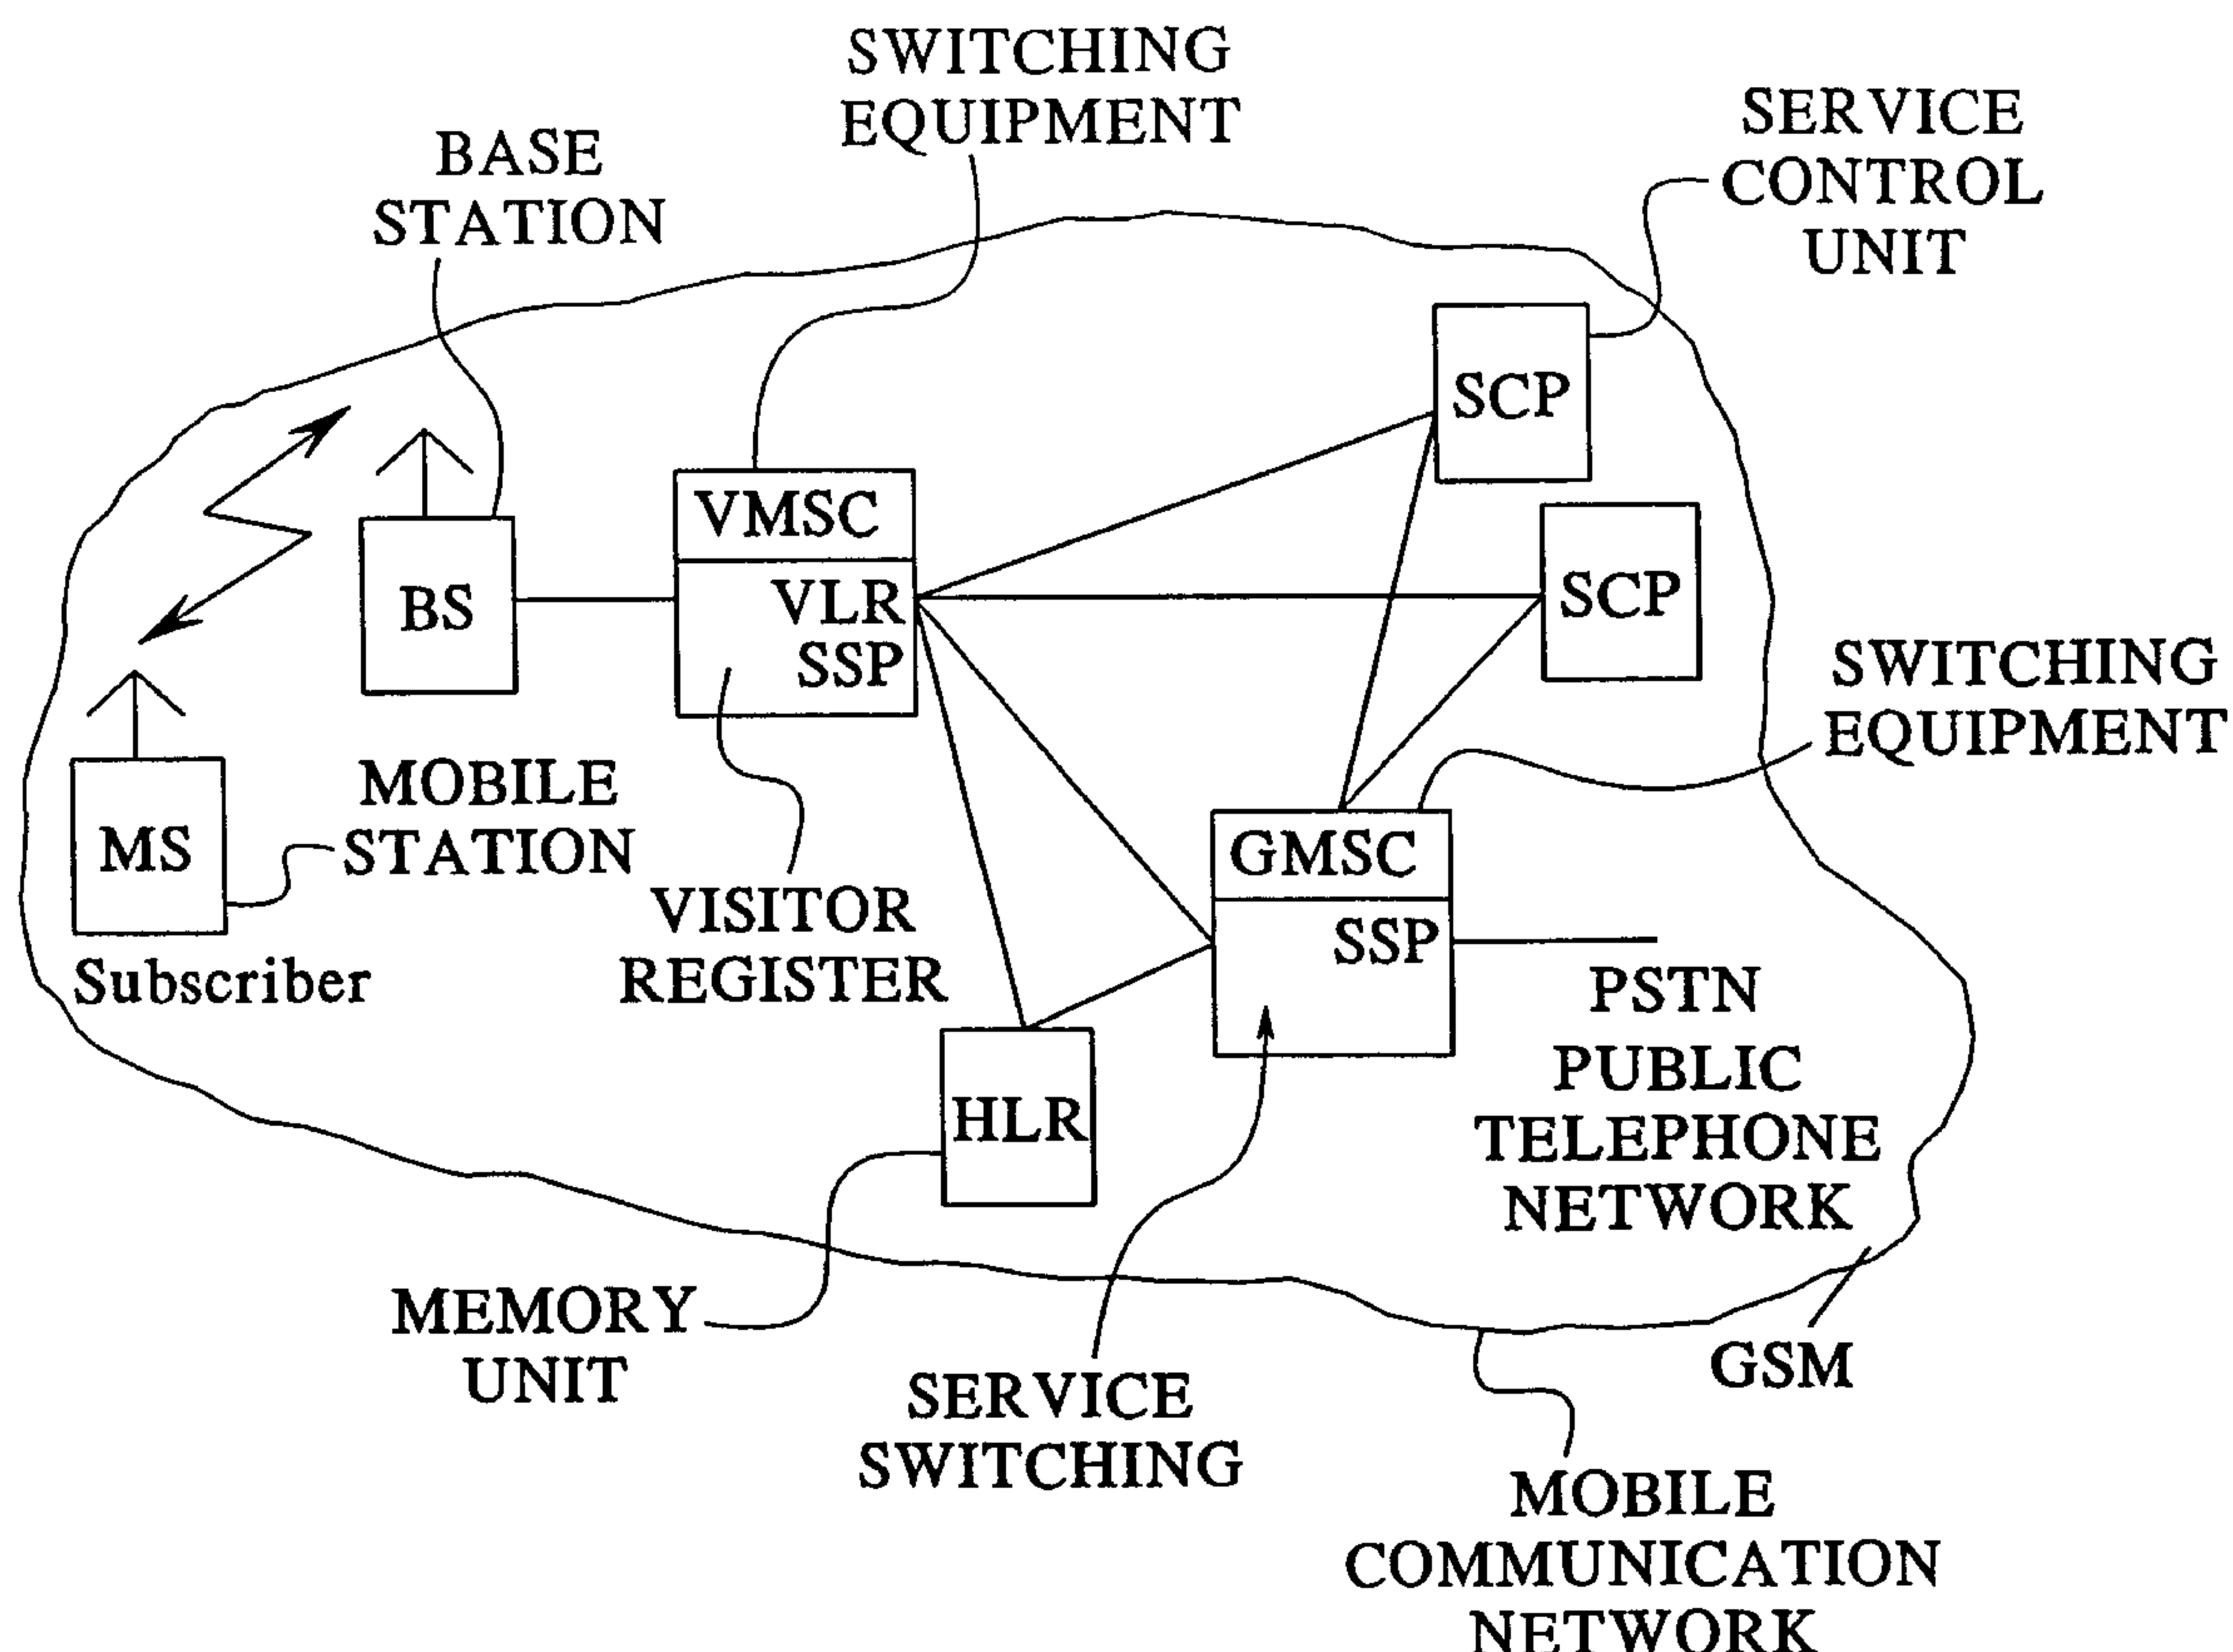 SWITCHING
EQUIPMENT
SERVICE
CONTROL
UNIT
BASE
STATION
SCP
VMSC
SCP
VLR
SSP
BS
SWITCHING
EQUIPMENT
MOBILE
STATION
MS
GMSC
SSP
VISITOR
REGISTER
Subscriber
PSTN
PUBLIC
TELEPHONE
NETWORK
HLR
MEMORY
UNIT
SERVICE
SWITCHING
GSM
MOBILE
COMMUNICATION
NETWORK